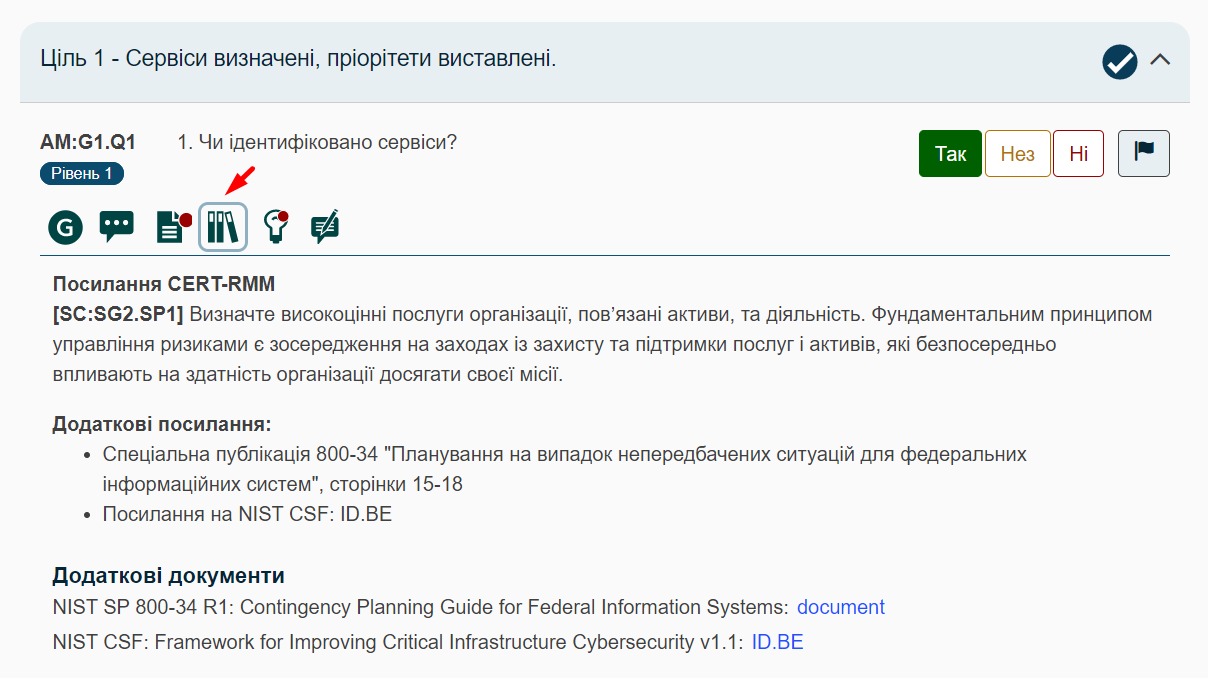 Ціль 1 - Сервіси визначені, пріорітети виставлені.
AM:G1.Q1 1. Чи ідентифіковано сервіси? Так Нез Ні
Рівень 1
G
Посилання CERT-RMM
[SC:SG2.SP1] Визначте високоцінні послуги організації, пов’язані активи, та діяльність. Фундаментальним принципом
управління ризиками є зосередження на заходах із захисту та підтримки послуг і активів, які безпосередньо
впливають на здатність організації досягати своєї місії.
Додаткові посилання:
• Спеціальна публікація 800-34 "Планування на випадок непередбачених ситуацій для федеральних
інформаційних систем", сторінки 15-18
• Посилання на NIST CSF: ID.BE
Додаткові документи
NIST SP 800-34 R1: Contingency Planning Guide for Federal Information Systems: document
NIST CSF: Framework for Improving Critical Infrastructure Cybersecurity v1.1: ID.BE